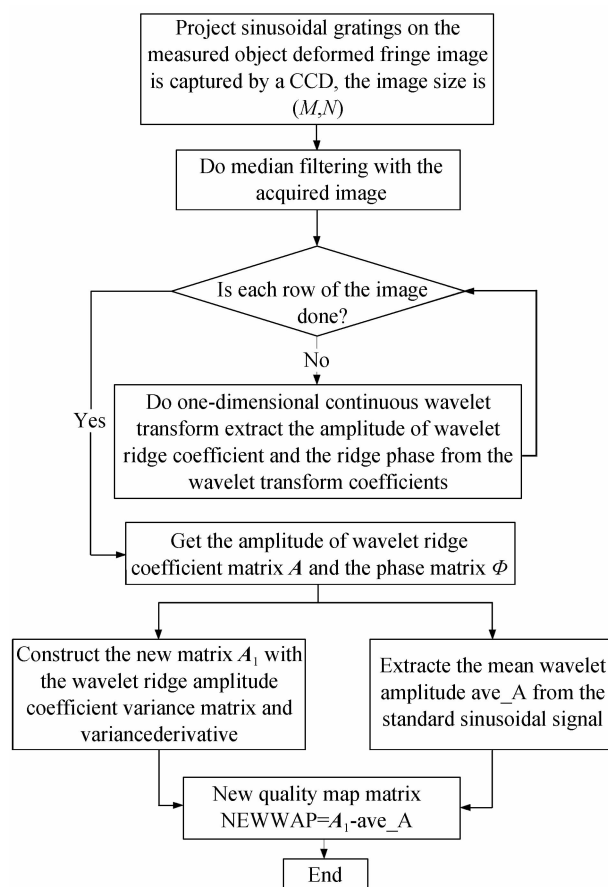 Project sinusoidal gratings on the
measured object deformed fringe image
is captured by a CCD, the image size is
(M,N)
Do median filtering with the
acquired image
Is each row of the image
done?
No
Yes
Do one-dimensional continuous wavelet
transform extract the amplitude of wavelet
ridge coefficient and the ridge phase from the
wavelet transform coefficients
Get the amplitude of wavelet ridge
coefficient matrix A and the phase matrix Φ
Construct the new matrix A₁ with
the wavelet ridge amplitude
coefficient variance matrix and
variancederivative
Extracte the mean wavelet
amplitude ave_A from the
standard sinusoidal signal
New quality map matrix
NEWWAP=A₁-ave_A
End